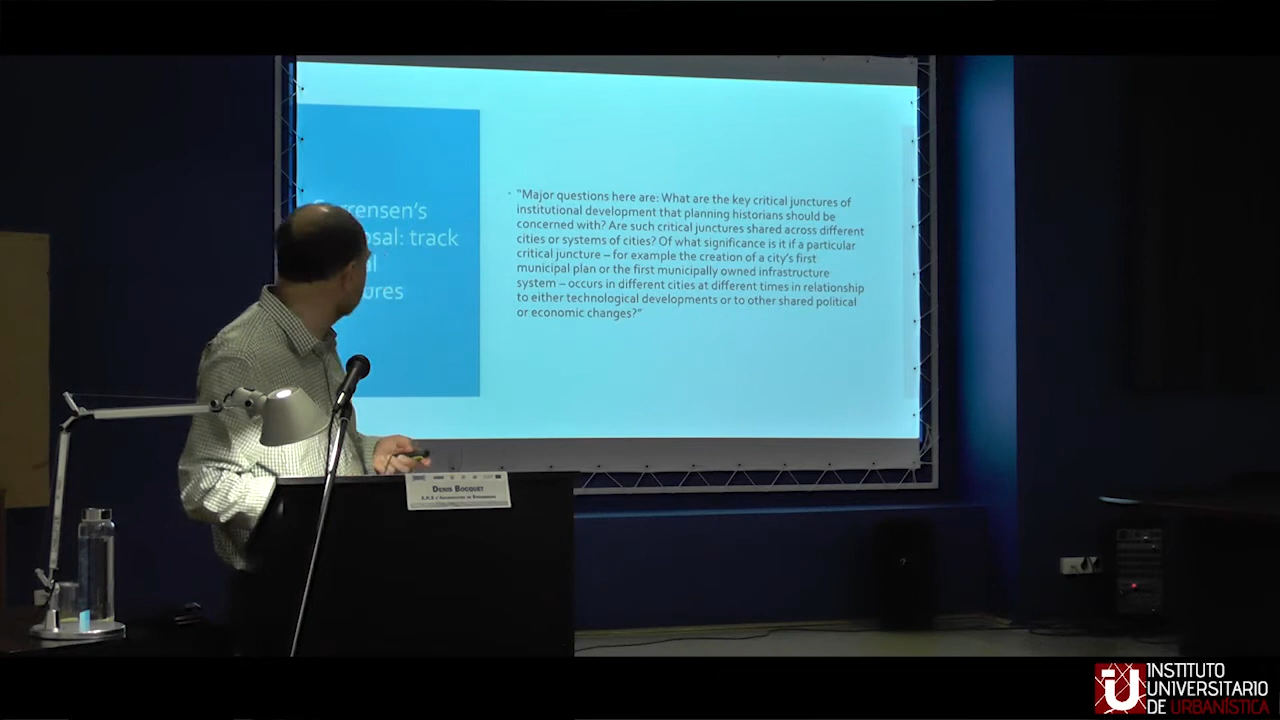 Sorrensen's
track
"Major questions here are: What are the key critical junctures of
institutional development that planning historians should be
concerned with? Are such critical junctures shared across different
cities or systems of cities? Of what significance is it if a particular
critical juncture – for example the creation of a city's first
municipal plan or the first municipally owned infrastructure
system – occurs in different cities at different times in relationship
to either technological developments or to other shared political
or economic changes?"
DENIS BOCQUET
INSTITUTO
UNIVERSITARIO
DE URBANÍSTICA